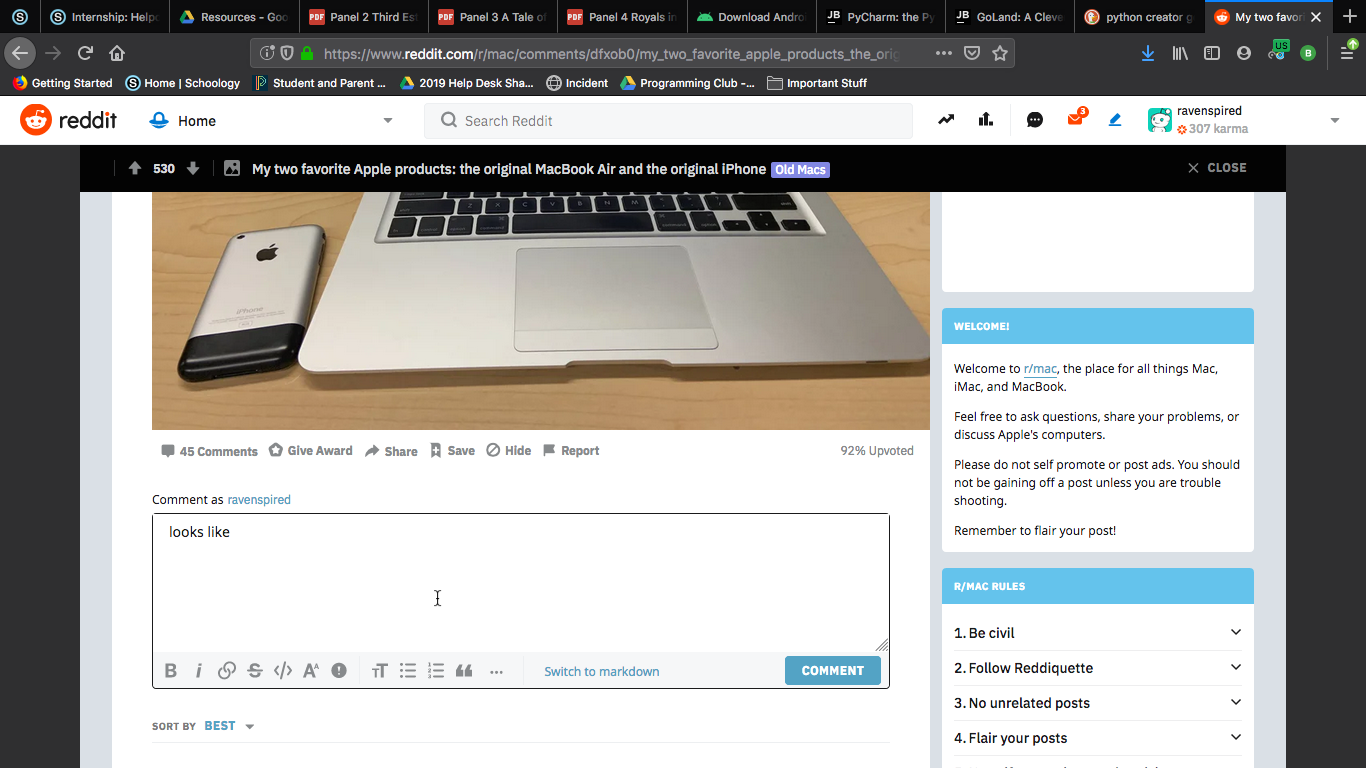 Internship: Help
Resources - Goo
PDF Panel 2 Third Est
PDF Panel 3 A Tale of
PDF Panel 4 Royals in
Download Andro
JB PyCharm: the Py
JB GoLand: A Cleve
python creator g
My two favori
https://www.reddit.com/r/mac/comments/dfxob0/my_two_favorite_apple_products_the_orig
US
B
Getting Started
Home | Schoology
Student and Parent ...
2019 Help Desk Sha...
Incident
Programming Club -...
Important Stuff
reddit
Home
Search Reddit
3
ravenspired
307 karma
530
My two favorite Apple products: the original MacBook Air and the original iPhone
Old Macs
CLOSE
iPhone
45 Comments
Give Award
Share
Save
Hide
Report
92% Upvoted
Comment as ravenspired
looks like
Switch to markdown
COMMENT
SORT BY BEST
WELCOME!
Welcome to r/mac, the place for all things Mac,
iMac, and MacBook.
Feel free to ask questions, share your problems, or
discuss Apple's computers.
Please do not self promote or post ads. You should
not be gaining off a post unless you are trouble
shooting.
Remember to flair your post!
R/MAC RULES
1. Be civil
2. Follow Reddiquette
3. No unrelated posts
4. Flair your posts